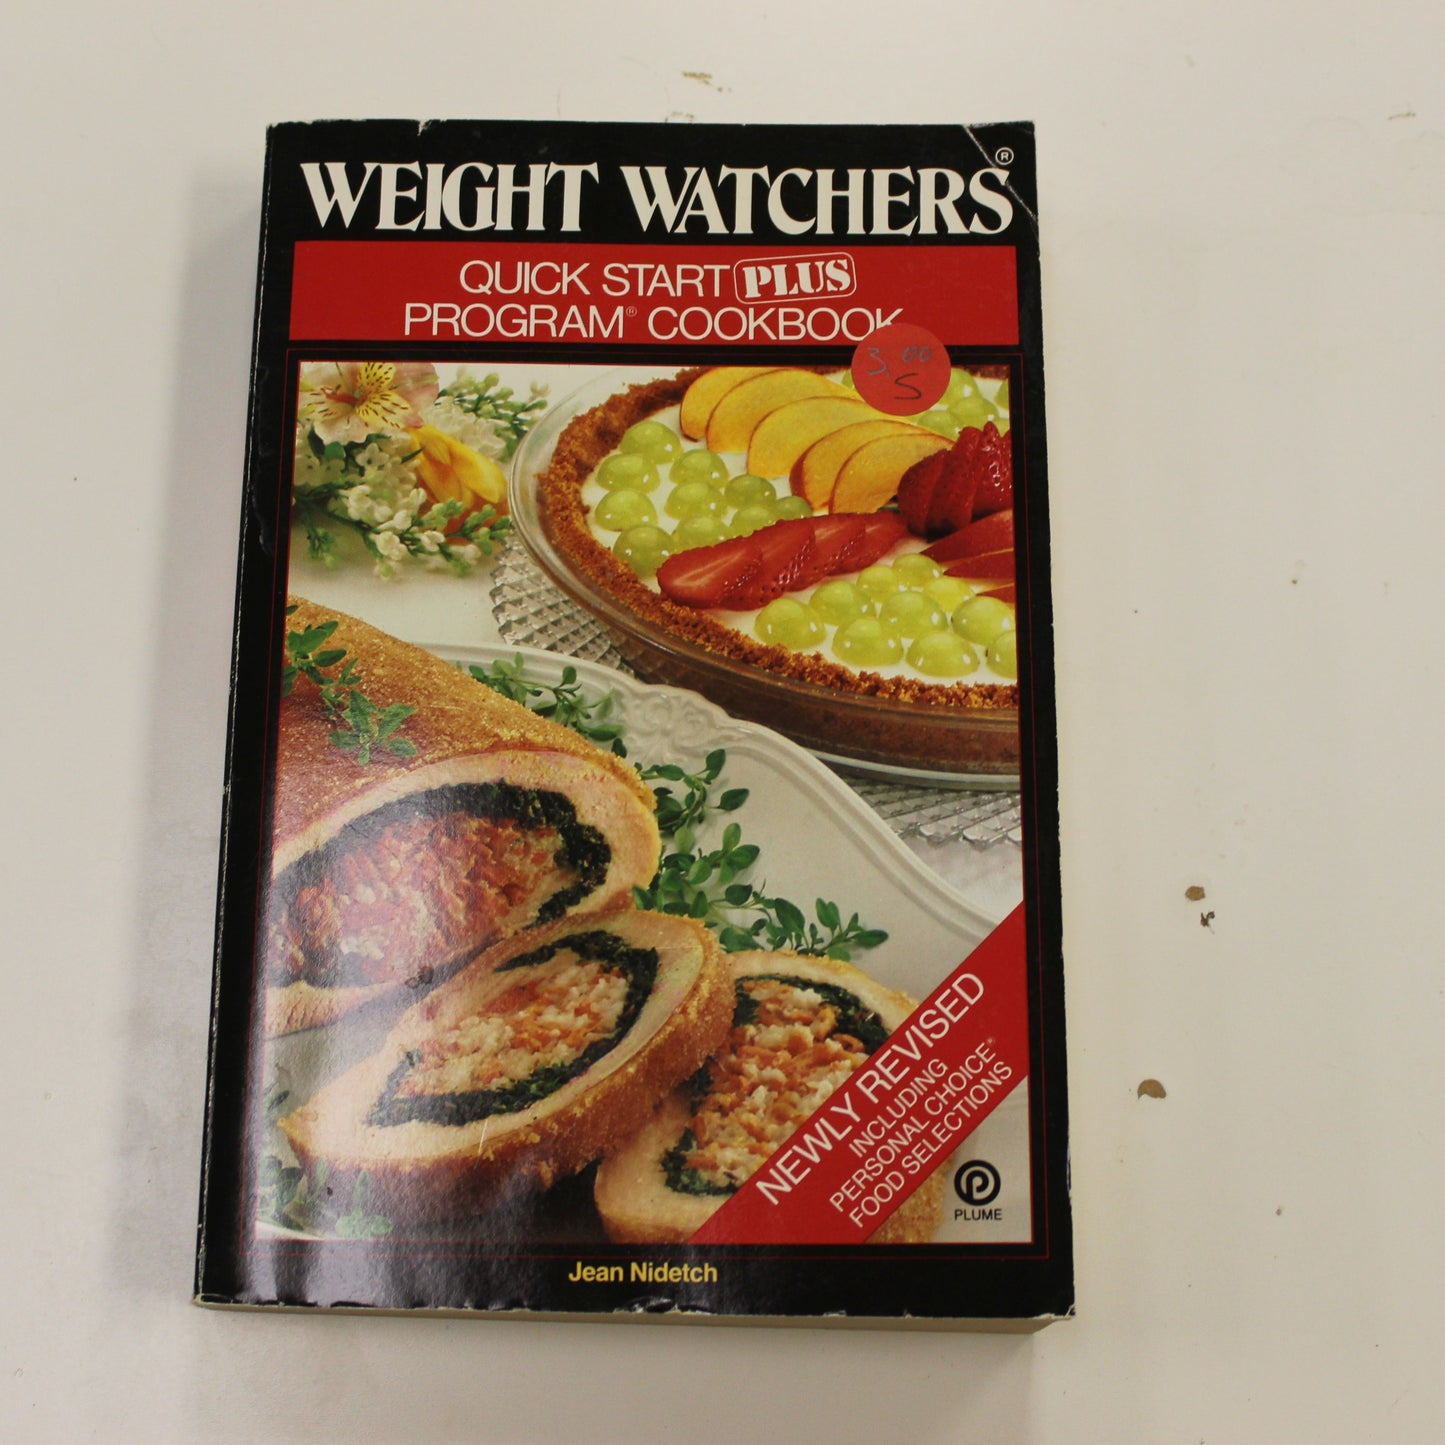 WEIGHT WATCHERS®
QUICK START PLUS
PROGRAM® COOKBOOK
3.00
S
NEWLY REVISED
INCLUDING
PERSONAL CHOICE®
FOOD SELECTIONS
P
PLUME
Jean Nidetch